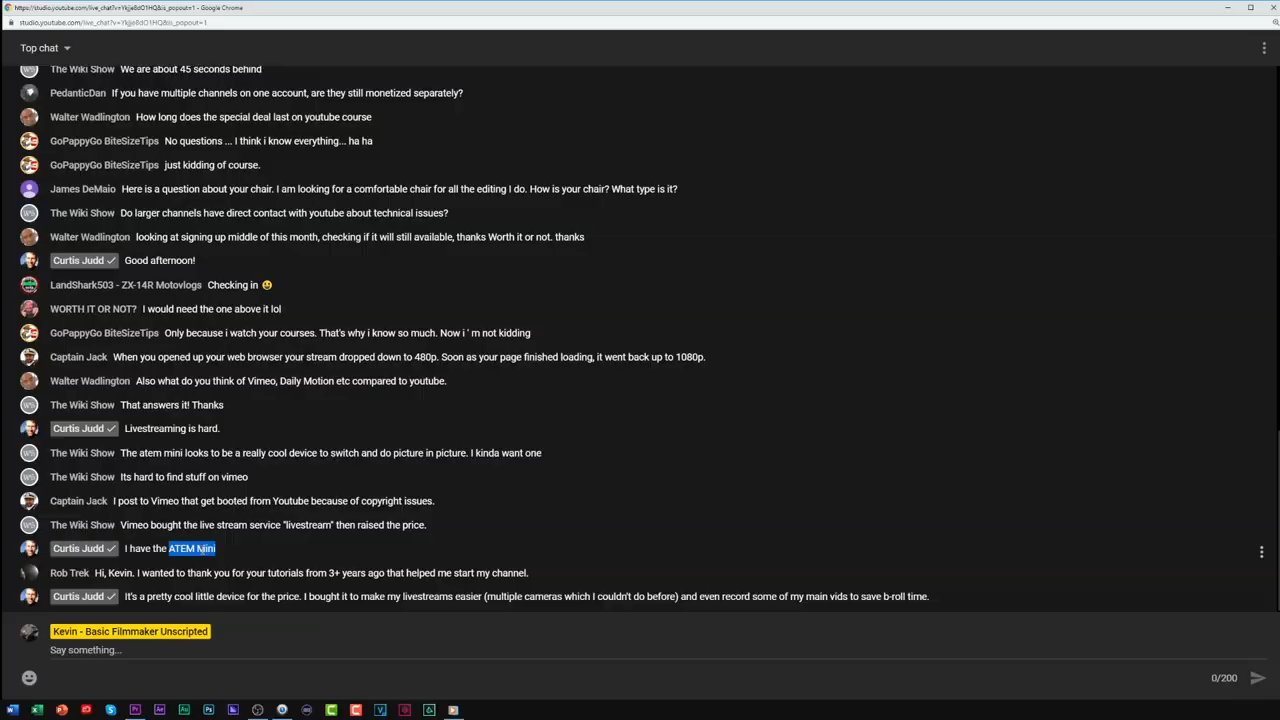 https://studio.youtube.com/live_chat?v=Ykjje8dO1HQ&is_popout=1 - Google Chrome
studio.youtube.com/live_chat?v=Ykjje8dO1HQ&is_popout=1
Top chat
The Wiki Show We are about 45 seconds behind
PedanticDan If you have multiple channels on one account, are they still monetized separately?
Walter Wadlington How long does the special deal last on youtube course
GoPappyGo BiteSizeTips No questions ... I think i know everything... ha ha
GoPappyGo BiteSizeTips just kidding of course.
James DeMaio Here is a question about your chair. I am looking for a comfortable chair for all the editing I do. How is your chair? What type is it?
The Wiki Show Do larger channels have direct contact with youtube about technical issues?
Walter Wadlington looking at signing up middle of this month, checking if it will still available, thanks Worth it or not. thanks
Curtis Judd Good afternoon!
LandShark503 - ZX-14R Motovlogs Checking in 😃
WORTH IT OR NOT? I would need the one above it lol
GoPappyGo BiteSizeTips Only because i watch your courses. That's why i know so much. Now i ' m not kidding
Captain Jack When you opened up your web browser your stream dropped down to 480p. Soon as your page finished loading, it went back up to 1080p.
Walter Wadlington Also what do you think of Vimeo, Daily Motion etc compared to youtube.
The Wiki Show That answers it! Thanks
Curtis Judd Livestreaming is hard.
The Wiki Show The atem mini looks to be a really cool device to switch and do picture in picture. I kinda want one
The Wiki Show Its hard to find stuff on vimeo
Captain Jack I post to Vimeo that get booted from Youtube because of copyright issues.
The Wiki Show Vimeo bought the live stream service "livestream" then raised the price.
Curtis Judd I have the ATEM Mini
Rob Trek Hi, Kevin. I wanted to thank you for your tutorials from 3+ years ago that helped me start my channel.
Curtis Judd It's a pretty cool little device for the price. I bought it to make my livestreams easier (multiple cameras which I couldn't do before) and even record some of my main vids to save b-roll time.
Kevin - Basic Filmmaker Unscripted
Say something...
0/200